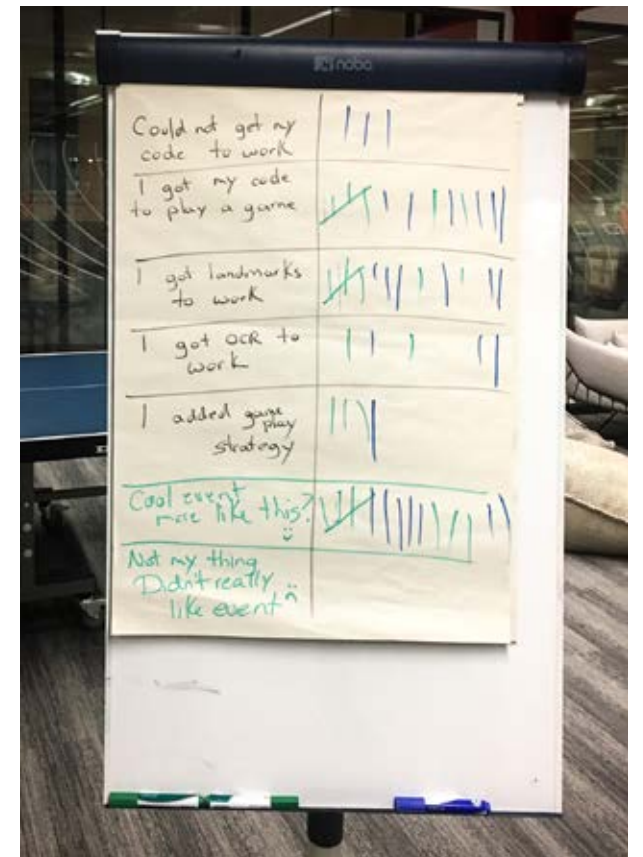 nobo
Could not get my
code to work
I got my code
to play a game
I got landmarks
to work
I got OCR to
work
I added game
play
strategy
Cool event
more like this?
Not my thing
Didn't really
like event